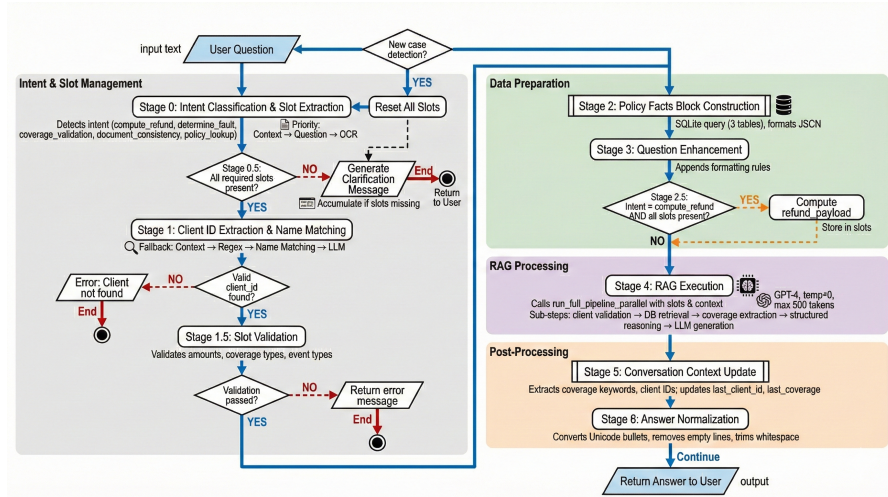 input text
User Question
New case
detection?
YES
Intent & Slot Management
Stage 0: Intent Classification & Slot Extraction
Reset All Slots
Detects intent (compute_refund, determine_fault,
coverage_validation, document_consistency, policy_lookup)
Priority:
Context → Question → OCR
Stage 0.5:
All required slots
present?
NO
Generate
Clarification
Message
End
Return
to User
Accumulate if slots missing
YES
Stage 1: Client ID Extraction & Name Matching
Fallback: Context → Regex → Name Matching → LLM
Valid
client_id
found?
NO
Error: Client
not found
End
YES
Stage 1.5: Slot Validation
Validates amounts, coverage types, event types
Validation
passed?
NO
Return error
message
End
YES
Data Preparation
Stage 2: Policy Facts Block Construction
SQLite query (3 tables), formats JSCN
Stage 3: Question Enhancement
Appends formatting rules
Stage 2.5:
Intent = compute_refund
AND all slots present?
YES
Compute
refund_payload
Store in slots
NO
RAG Processing
Stage 4: RAG Execution
Calls run_full_pipeline_parallel with slots & context
GPT-4, temp=0,
max 500 takens
Sub-steps: client validation → DB retrieval → coverage extraction → structured
reasoning → LLM generation
Post-Processing
Stage 5: Conversation Context Update
Extracts coverage keywords, client IDs; updates last_client_id, last_coverage
Stage 6: Answer Normalization
Converts Unicode bullets, removes empty lines, trims whitespace
Continue
Return Answer to User
output